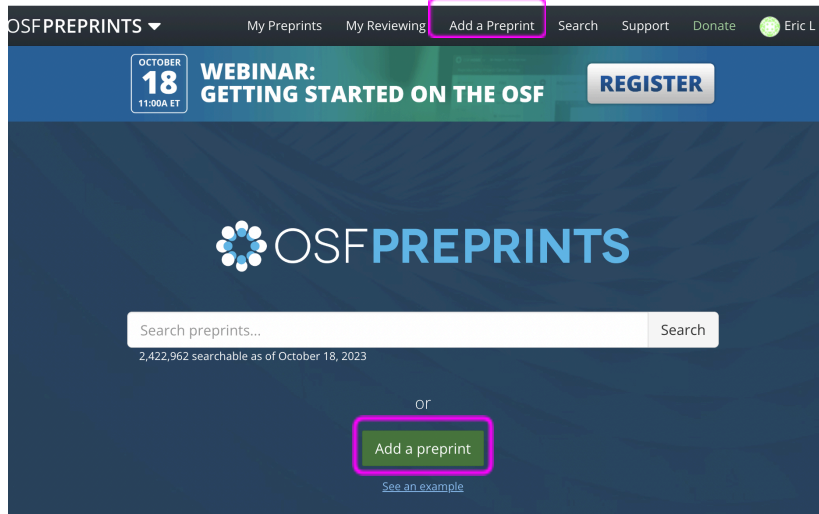 OSFPREPRINTS My Preprints My Reviewing Add a Preprint Search Support Donate Eric L
OCTOBER
18
11:00A ET
WEBINAR:
GETTING STARTED ON THE OSF
REGISTER
OSFPREPRINTS
Search preprints... Search
2,422,962 searchable as of October 18, 2023
or
Add a preprint
See an example